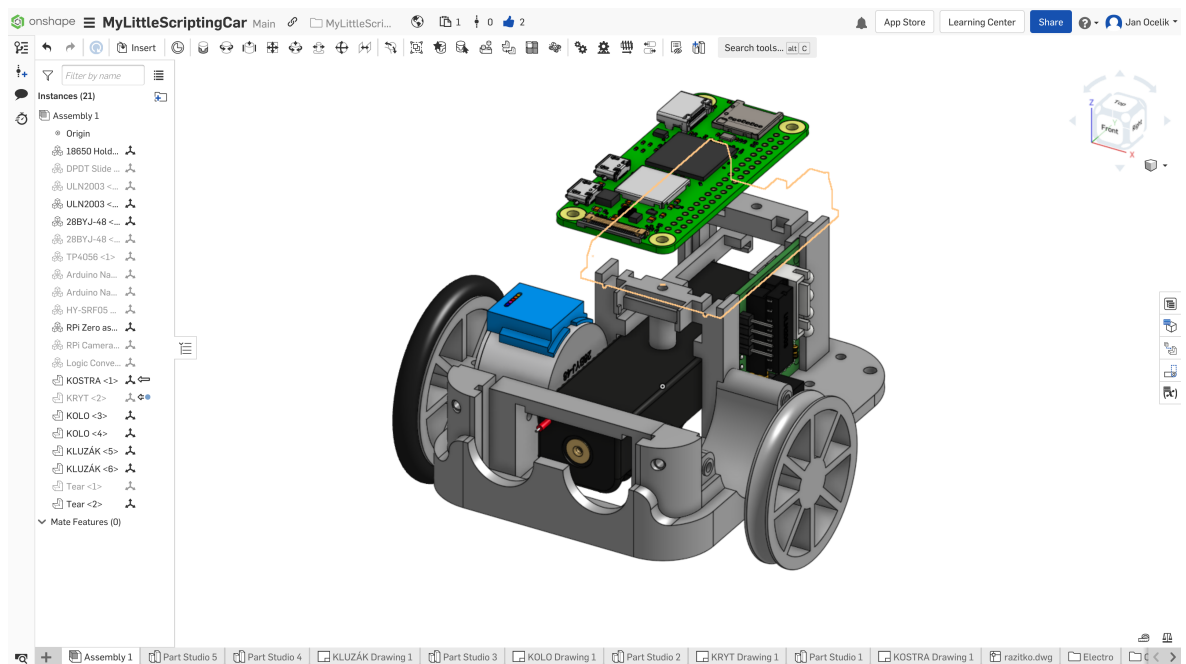 onshape MyLittleScriptingCar Main MyLittleScri... 1 0 2 App Store Learning Center Share Jan Ocelik
Insert Search tools... alt C
Filter by name
Instances (21)
Assembly 1
Origin
18650 Hold...
DPDT Slide ...
ULN2003 <...
ULN2003 <...
28BYJ-48 <...
28BYJ-48 <...
TP4056 <1>
Arduino Na...
Arduino Na...
HY-SRF05 ...
RPi Zero as...
RPi Camera...
Logic Conve...
KOSTRA <1>
KRYT <2>
KOLO <3>
KOLO <4>
KLUZÁK <5>
KLUZÁK <6>
Tear <1>
Tear <2>
Mate Features (0)
Z
Top
Front
Right
X
Assembly 1 Part Studio 5 Part Studio 4 KLUZÁK Drawing 1 Part Studio 3 KOLO Drawing 1 Part Studio 2 KRYT Drawing 1 Part Studio 1 KOSTRA Drawing 1 razitko.dwg Electro